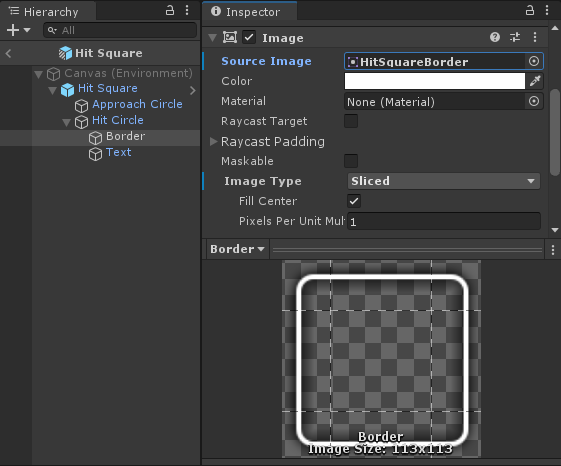 Hierarchy
All
Hit Square
Canvas (Environment)
Hit Square
Approach Circle
Hit Circle
Border
Text
Inspector
Image
Source Image
HitSquareBorder
Color
Material
None (Material)
Raycast Target
Raycast Padding
Maskable
Image Type
Sliced
Fill Center
Pixels Per Unit Mul
1
Border
Border
Image Size: 113x113